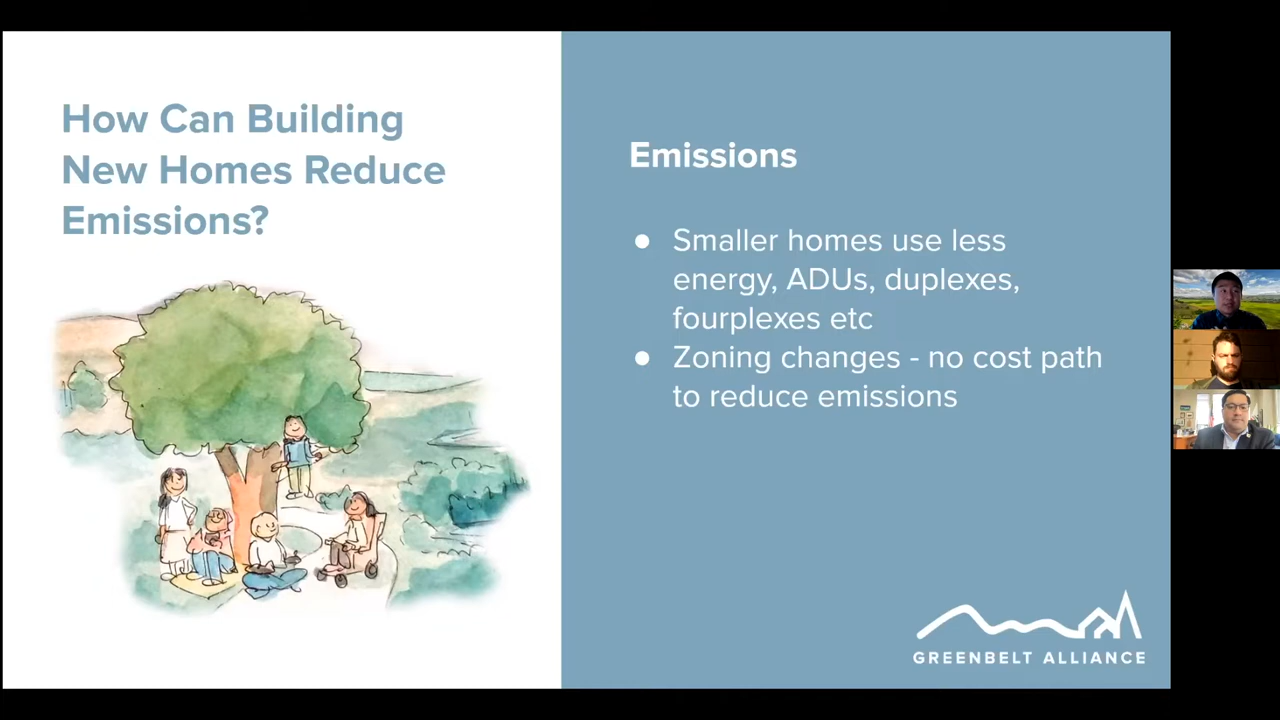 How Can Building
New Homes Reduce
Emissions?
Emissions
● Smaller homes use less
energy, ADUs, duplexes,
fourplexes etc
● Zoning changes - no cost path
to reduce emissions
GREENBELT ALLIANCE